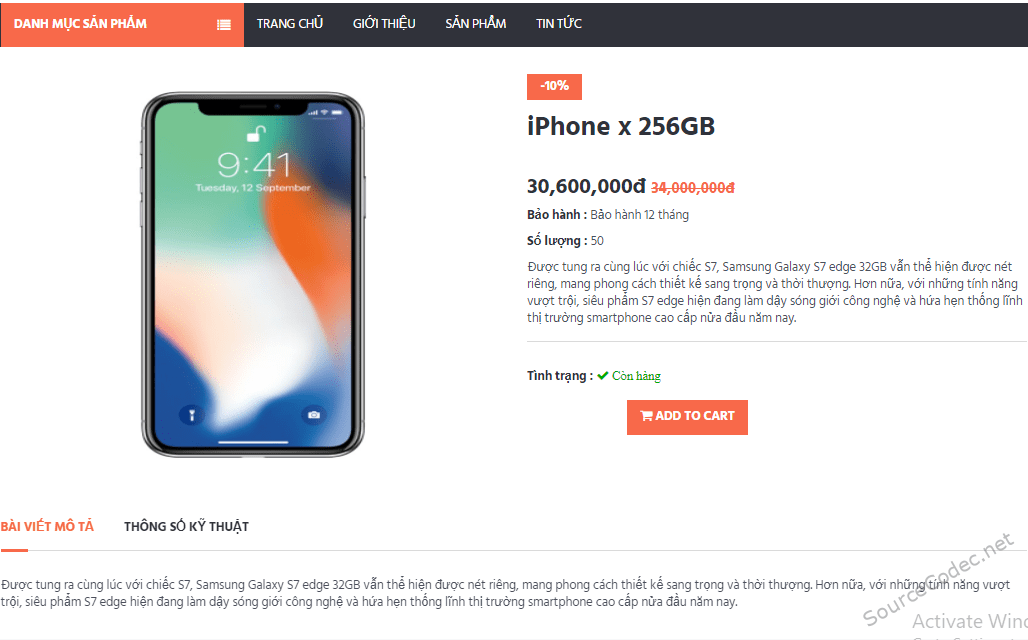 DANH MỤC SẢN PHẨM
TRANG CHỦ
GIỚI THIỆU
SẢN PHẨM
TIN TỨC
9:41
Tuesday, 12 September
-10%
iPhone x 256GB
30,600,000đ 34,000,000đ
Bảo hành : Bảo hành 12 tháng
Số lượng : 50
Được tung ra cùng lúc với chiếc S7, Samsung Galaxy S7 edge 32GB vẫn thể hiện được nét
riêng, mang phong cách thiết kế sang trọng và thời thượng. Hơn nữa, với những tính năng
vượt trội, siêu phẩm S7 edge hiện đang làm dậy sóng giới công nghệ và hứa hẹn thống lĩnh
thị trường smartphone cao cấp nửa đầu năm nay.
Tình trạng : Còn hàng
ADD TO CART
BÀI VIẾT MÔ TẢ
THÔNG SỐ KỸ THUẬT
Được tung ra cùng lúc với chiếc S7, Samsung Galaxy S7 edge 32GB vẫn thể hiện được nét riêng, mang phong cách thiết kế sang trọng và thời thượng. Hơn nữa, với những tính năng vượt
trội, siêu phẩm S7 edge hiện đang làm dậy sóng giới công nghệ và hứa hẹn thống lĩnh thị trường smartphone cao cấp nửa đầu năm nay.
SourceCodec.net
Activate Wind